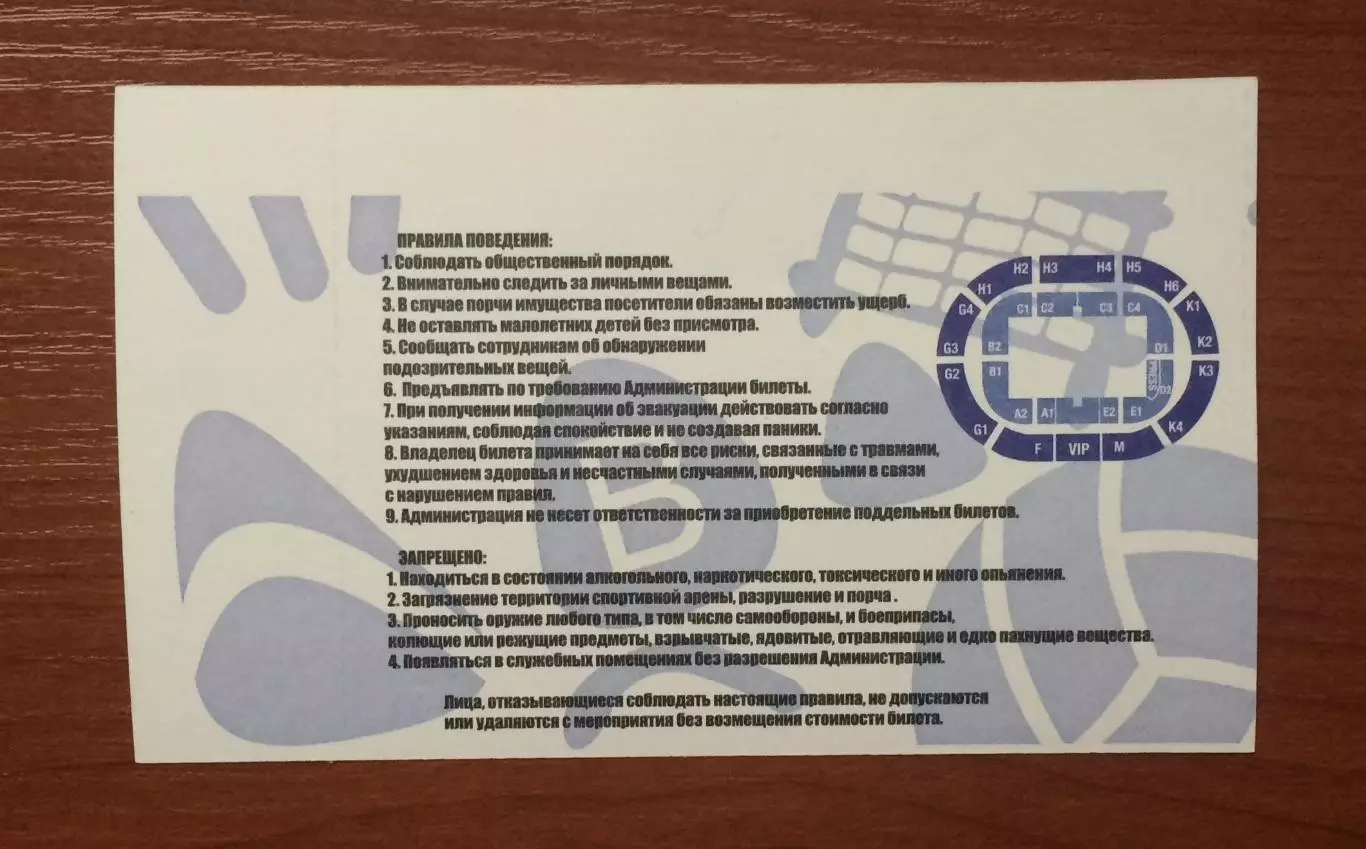 ПРАВИЛА ПОВЕДЕНИЯ:
1. Соблюдать общественный порядок.
2. Внимательно следить за личными вещами.
3. В случае порчи имущества посетители обязаны возместить ущерб.
4. Не оставлять малолетних детей без присмотра.
5. Сообщать сотрудникам об обнаружении
подозрительных вещей.
6. Предъявлять по требованию Администрации билеты.
7. При получении информации об эвакуации действовать согласно
указаниям, соблюдая спокойствие и не создавая паники.
8. Владелец билета принимает на себя все риски, связанные с травмами,
ухудшением здоровья и несчастными случаями, полученными в связи
с нарушением правил.
9. Администрация не несет ответственности за приобретение поддельных билетов.
ЗАПРЕЩЕНО:
1. Находиться в состоянии алкогольного, наркотического, токсического и иного опьянения.
2. Загрязнение территории спортивной арены, разрушение и порча .
3. Проносить оружие любого типа, в том числе самообороны, и боеприпасы,
колющие или режущие предметы, взрывчатые, ядовитые, отравляющие и едко пахнущие вещества.
4. Появляться в служебных помещениях без разрешения Администрации.
Лица, отказывающиеся соблюдать настоящие правила, не допускаются
или удаляются с мероприятия без возмещения стоимости билета.
H2 H3 H4 H5
H1 H6
G4 C1 C2 C3 C4 K1
G3 B2 D1 K2
G2 B1 PRESS D2 K3
G1 A2 A1 E2 E1 K4
F VIP M
B